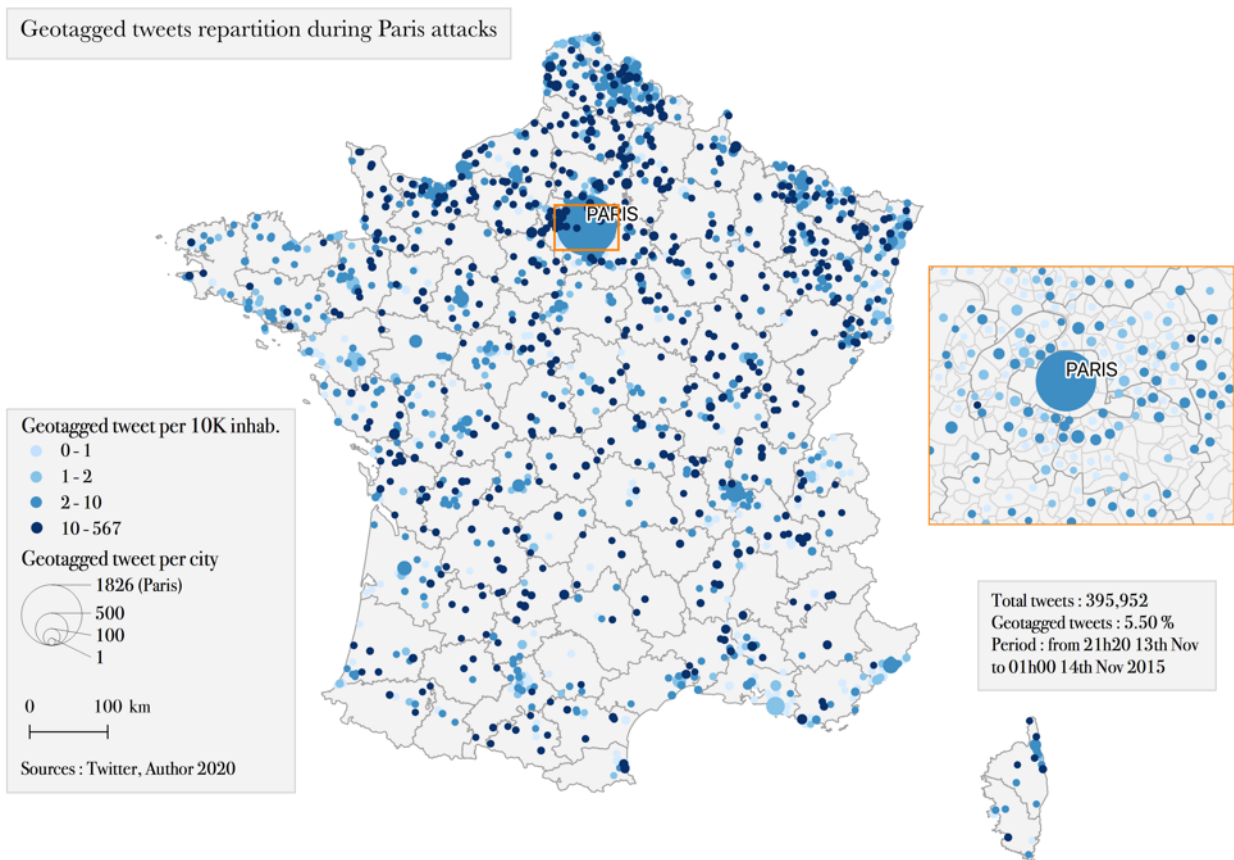 Geotagged tweets repartition during Paris attacks
PARIS
PARIS
Geotagged tweet per 10K inhab.
0 - 1
1 - 2
2 - 10
10 - 567
Geotagged tweet per city
1826 (Paris)
500
100
1
0 100 km
Sources : Twitter, Author 2020
Total tweets : 395,952
Geotagged tweets : 5.50 %
Period : from 21h20 13th Nov
to 01h00 14th Nov 2015